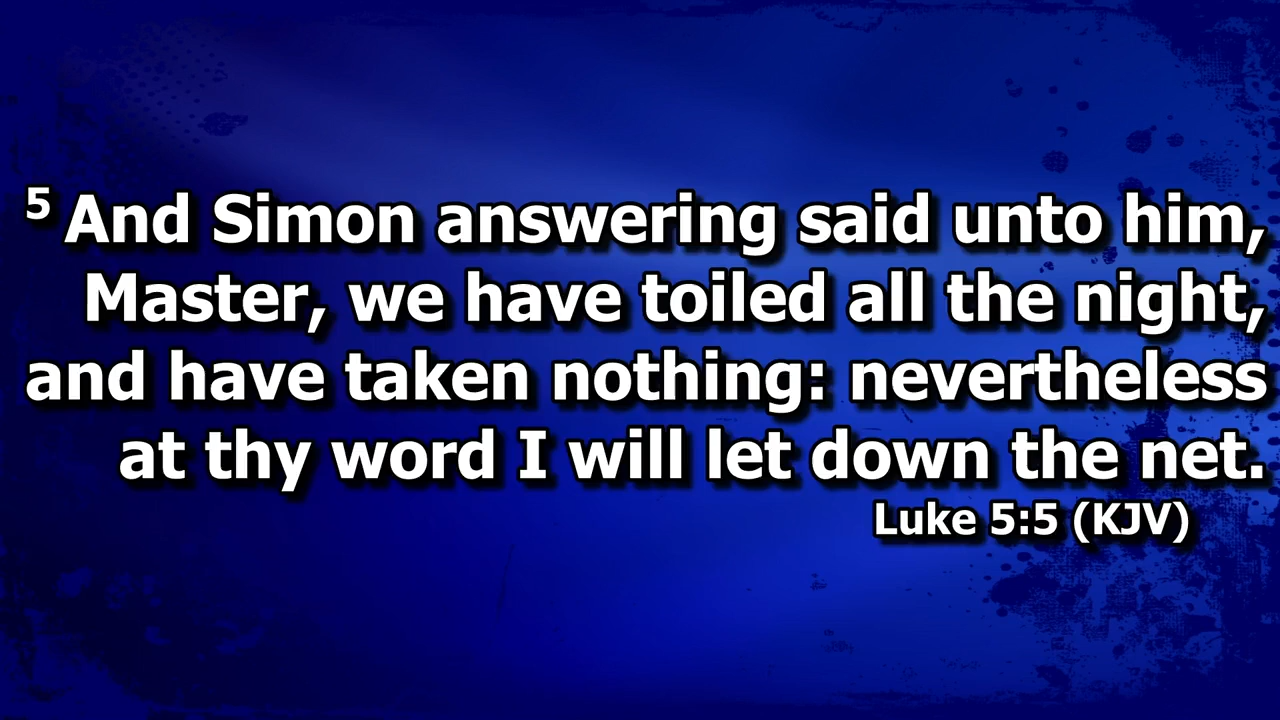 5 And Simon answering said unto him,
Master, we have toiled all the night,
and have taken nothing: nevertheless
at thy word I will let down the net.
Luke 5:5 (KJV)